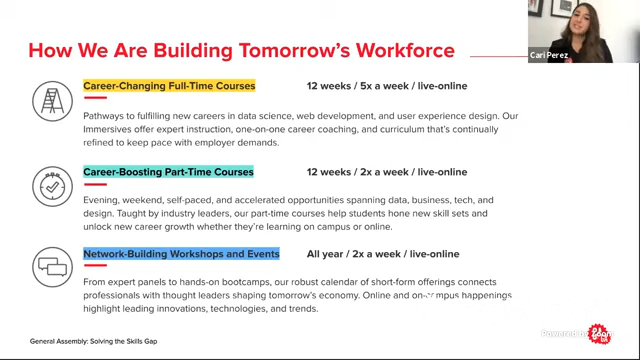 Cari Perez
How We Are Building Tomorrow's Workforce
Career-Changing Full-Time Courses
12 weeks / 5x a week / live-online
Pathways to fulfilling new careers in data science, web development, and user experience design. Our
Immersives offer expert instruction, one-on-one career coaching, and curriculum that's continually
refined to keep pace with employer demands.
Career-Boosting Part-Time Courses
12 weeks / 2x a week / live-online
Evening, weekend, self-paced, and accelerated opportunities spanning data, business, tech, and
design. Taught by industry leaders, our part-time courses help students hone new skill sets and
unlock new career growth whether they're learning on campus or online.
Network-Building Workshops and Events
All year / 2x a week / live-online
From expert panels to hands-on bootcamps, our robust calendar of short-form offerings connects
professionals with thought leaders shaping tomorrow's economy. Online and on-campus happenings
highlight leading innovations, technologies, and trends.
General Assembly: Solving the Skills Gap
Powered by